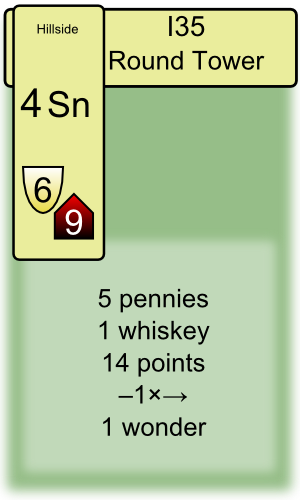 I35
Round Tower
Hillside
4 Sn
6
9
5 pennies
1 whiskey
14 points
–1×→
1 wonder